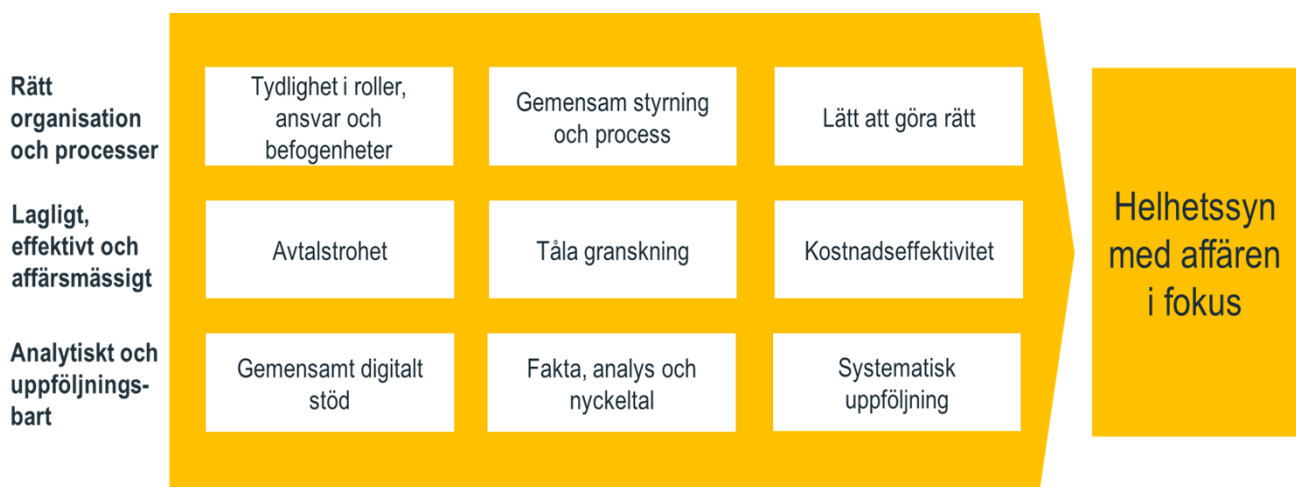 Rätt
organisation
och processer
Tydlighet i roller,
ansvar och
befogenheter
Gemensam styrning
och process
Lätt att göra rätt
Lagligt,
effektivt och
affärsmässigt
Avtalstrohet
Tåla granskning
Kostnadseffektivitet
Analytiskt och
uppföljnings-
bart
Gemensamt digitalt
stöd
Fakta, analys och
nyckeltal
Systematisk
uppföljning
Helhetssyn
med affären
i fokus